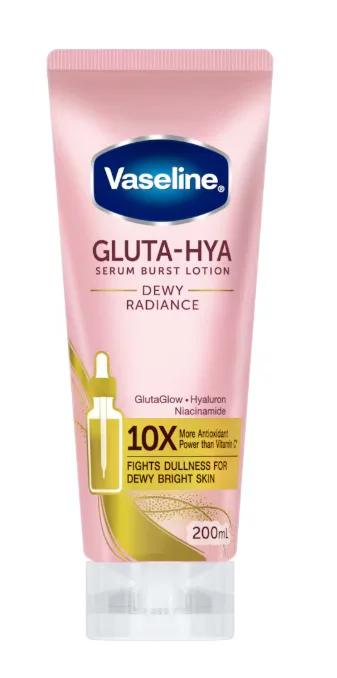 Vaseline®
GLUTA-HYA
SERUM BURST LOTION
DEWY
RADIANCE
GlutaGlow • Hyaluron
Niacinamide
10X More Antioxidant
Power than Vitamin C*
FIGHTS DULLNESS FOR
DEWY BRIGHT SKIN
200mL